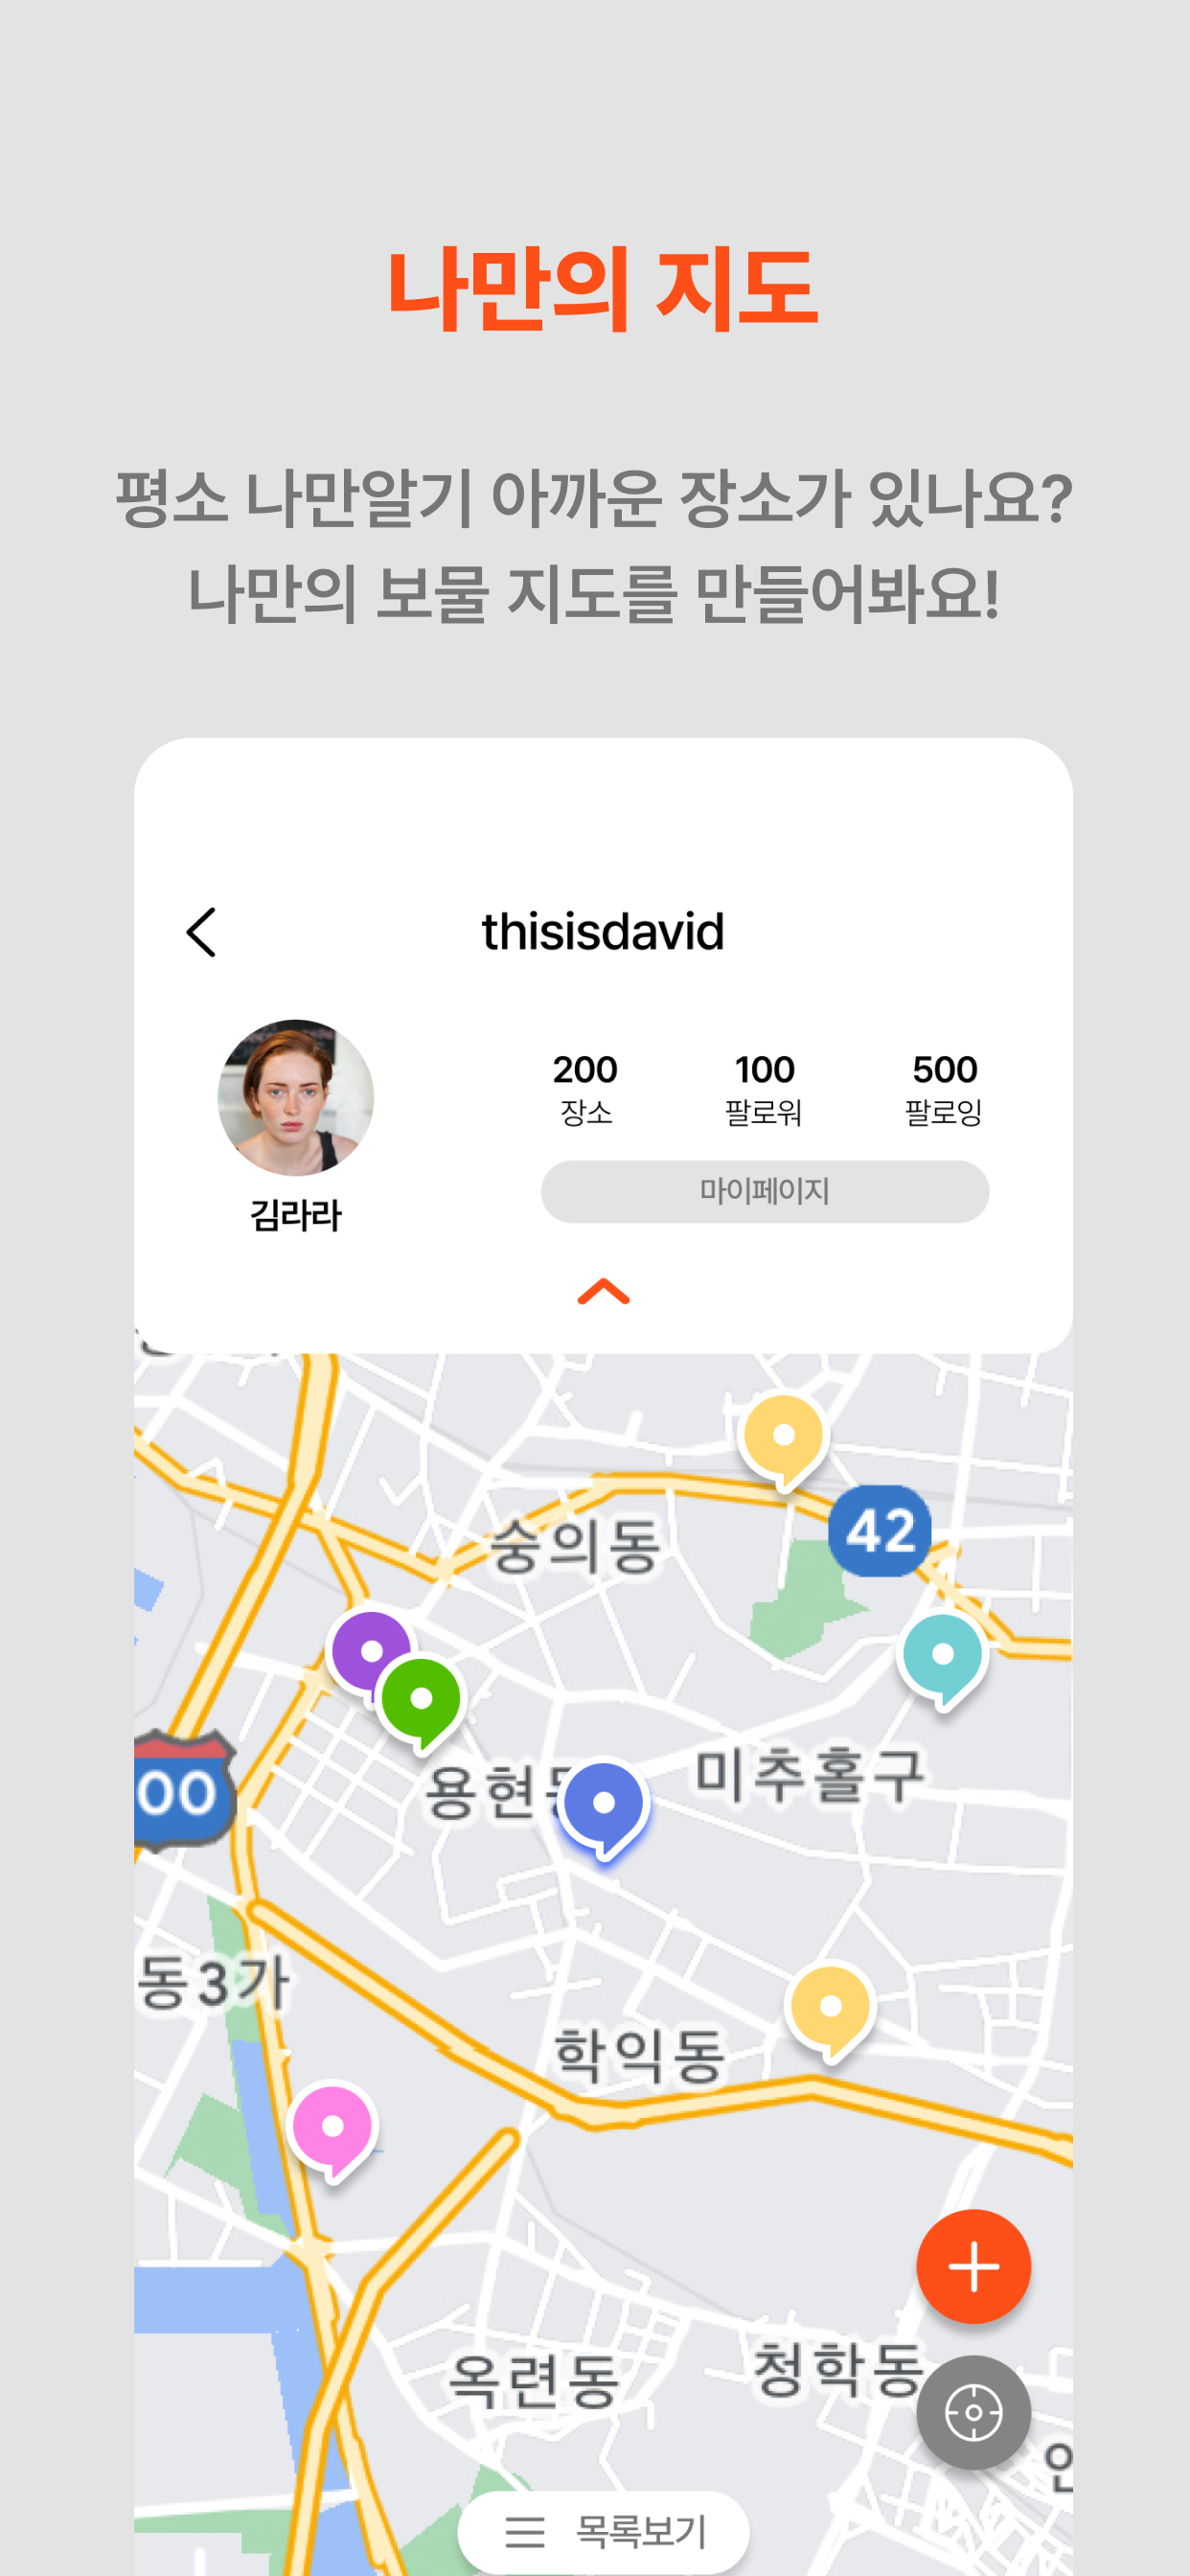 나만의 지도
평소 나만알기 아까운 장소가 있나요?
나만의 보물 지도를 만들어봐요!
thisisdavid
200
장소
100
팔로워
500
팔로잉
김라라
마이페이지
숭의동
42
용현동
미추홀구
00
동3가
학익동
옥련동
청학동
목록보기